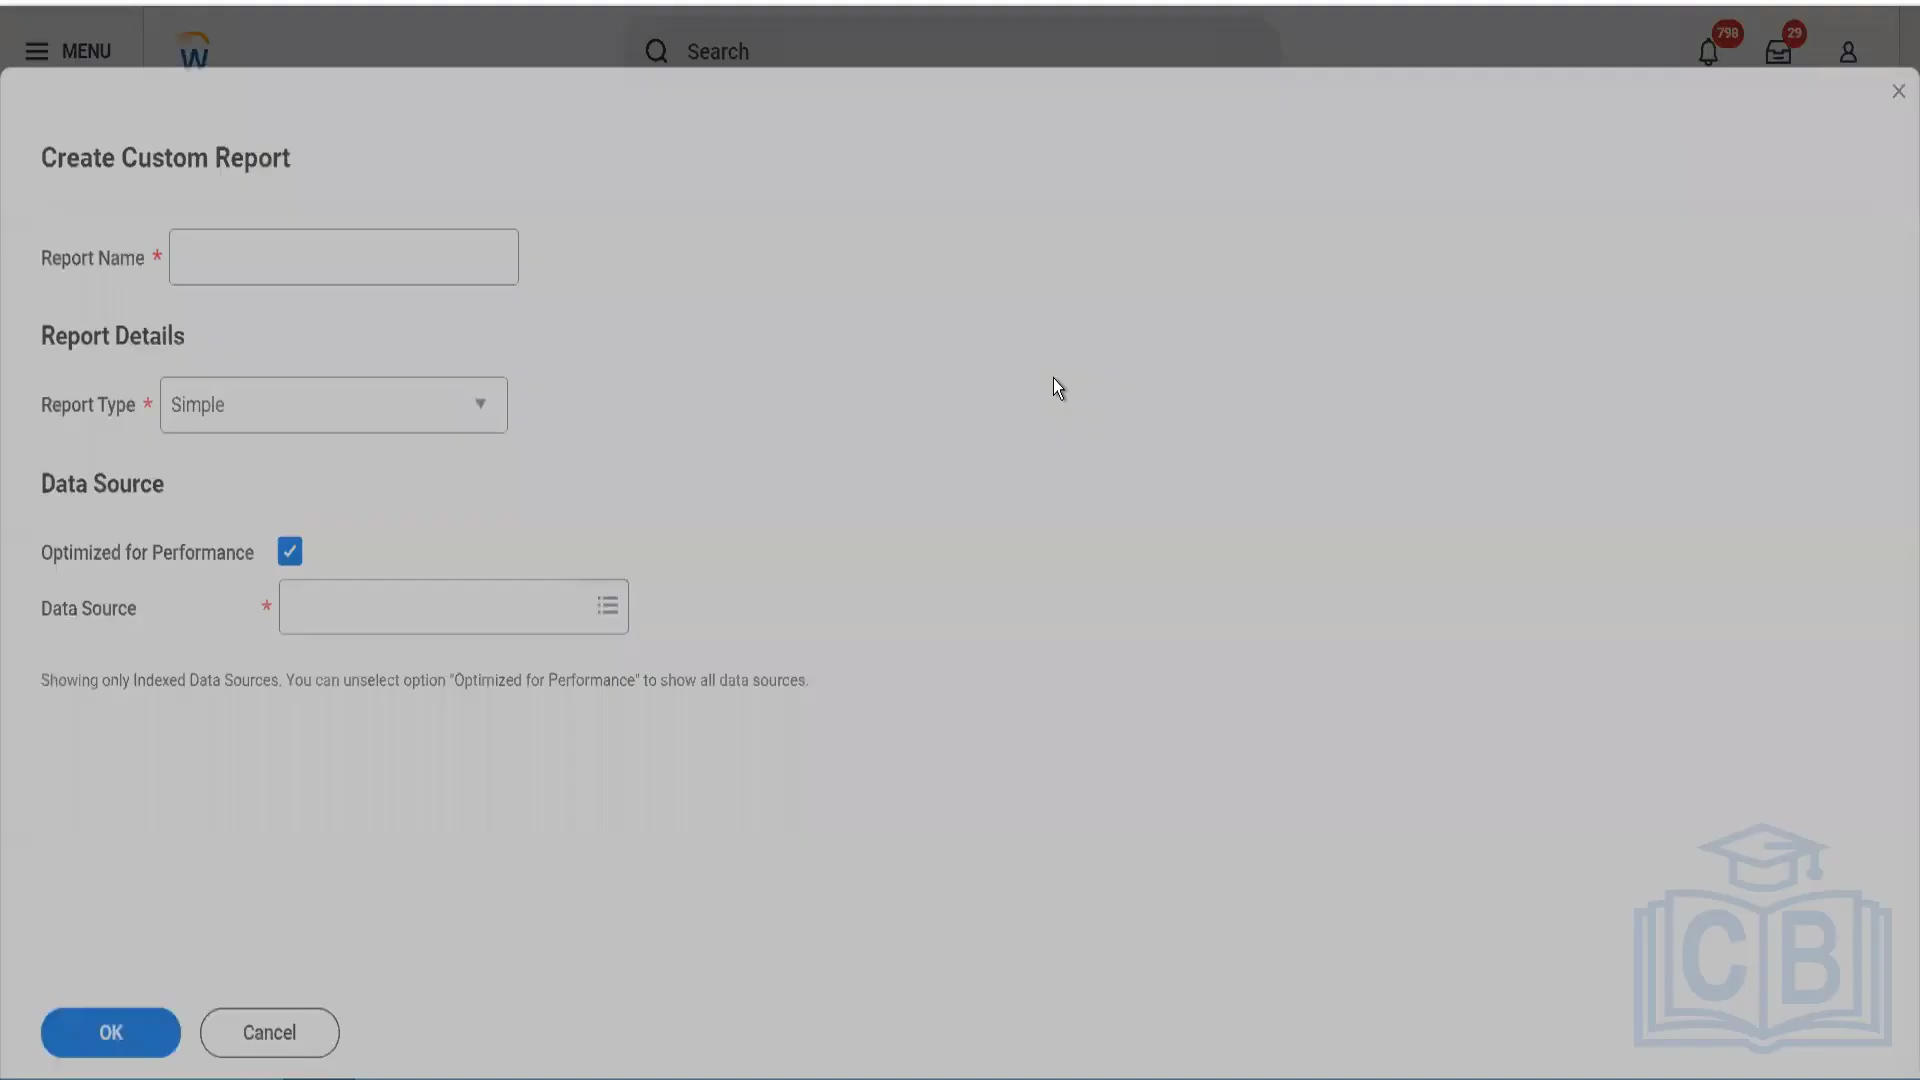 MENU
W
Search
798
29
Create Custom Report
Report Name *
Report Details
Report Type * Simple
Data Source
Optimized for Performance
Data Source *
Showing only Indexed Data Sources. You can unselect option "Optimized for Performance" to show all data sources.
CB
OK
Cancel